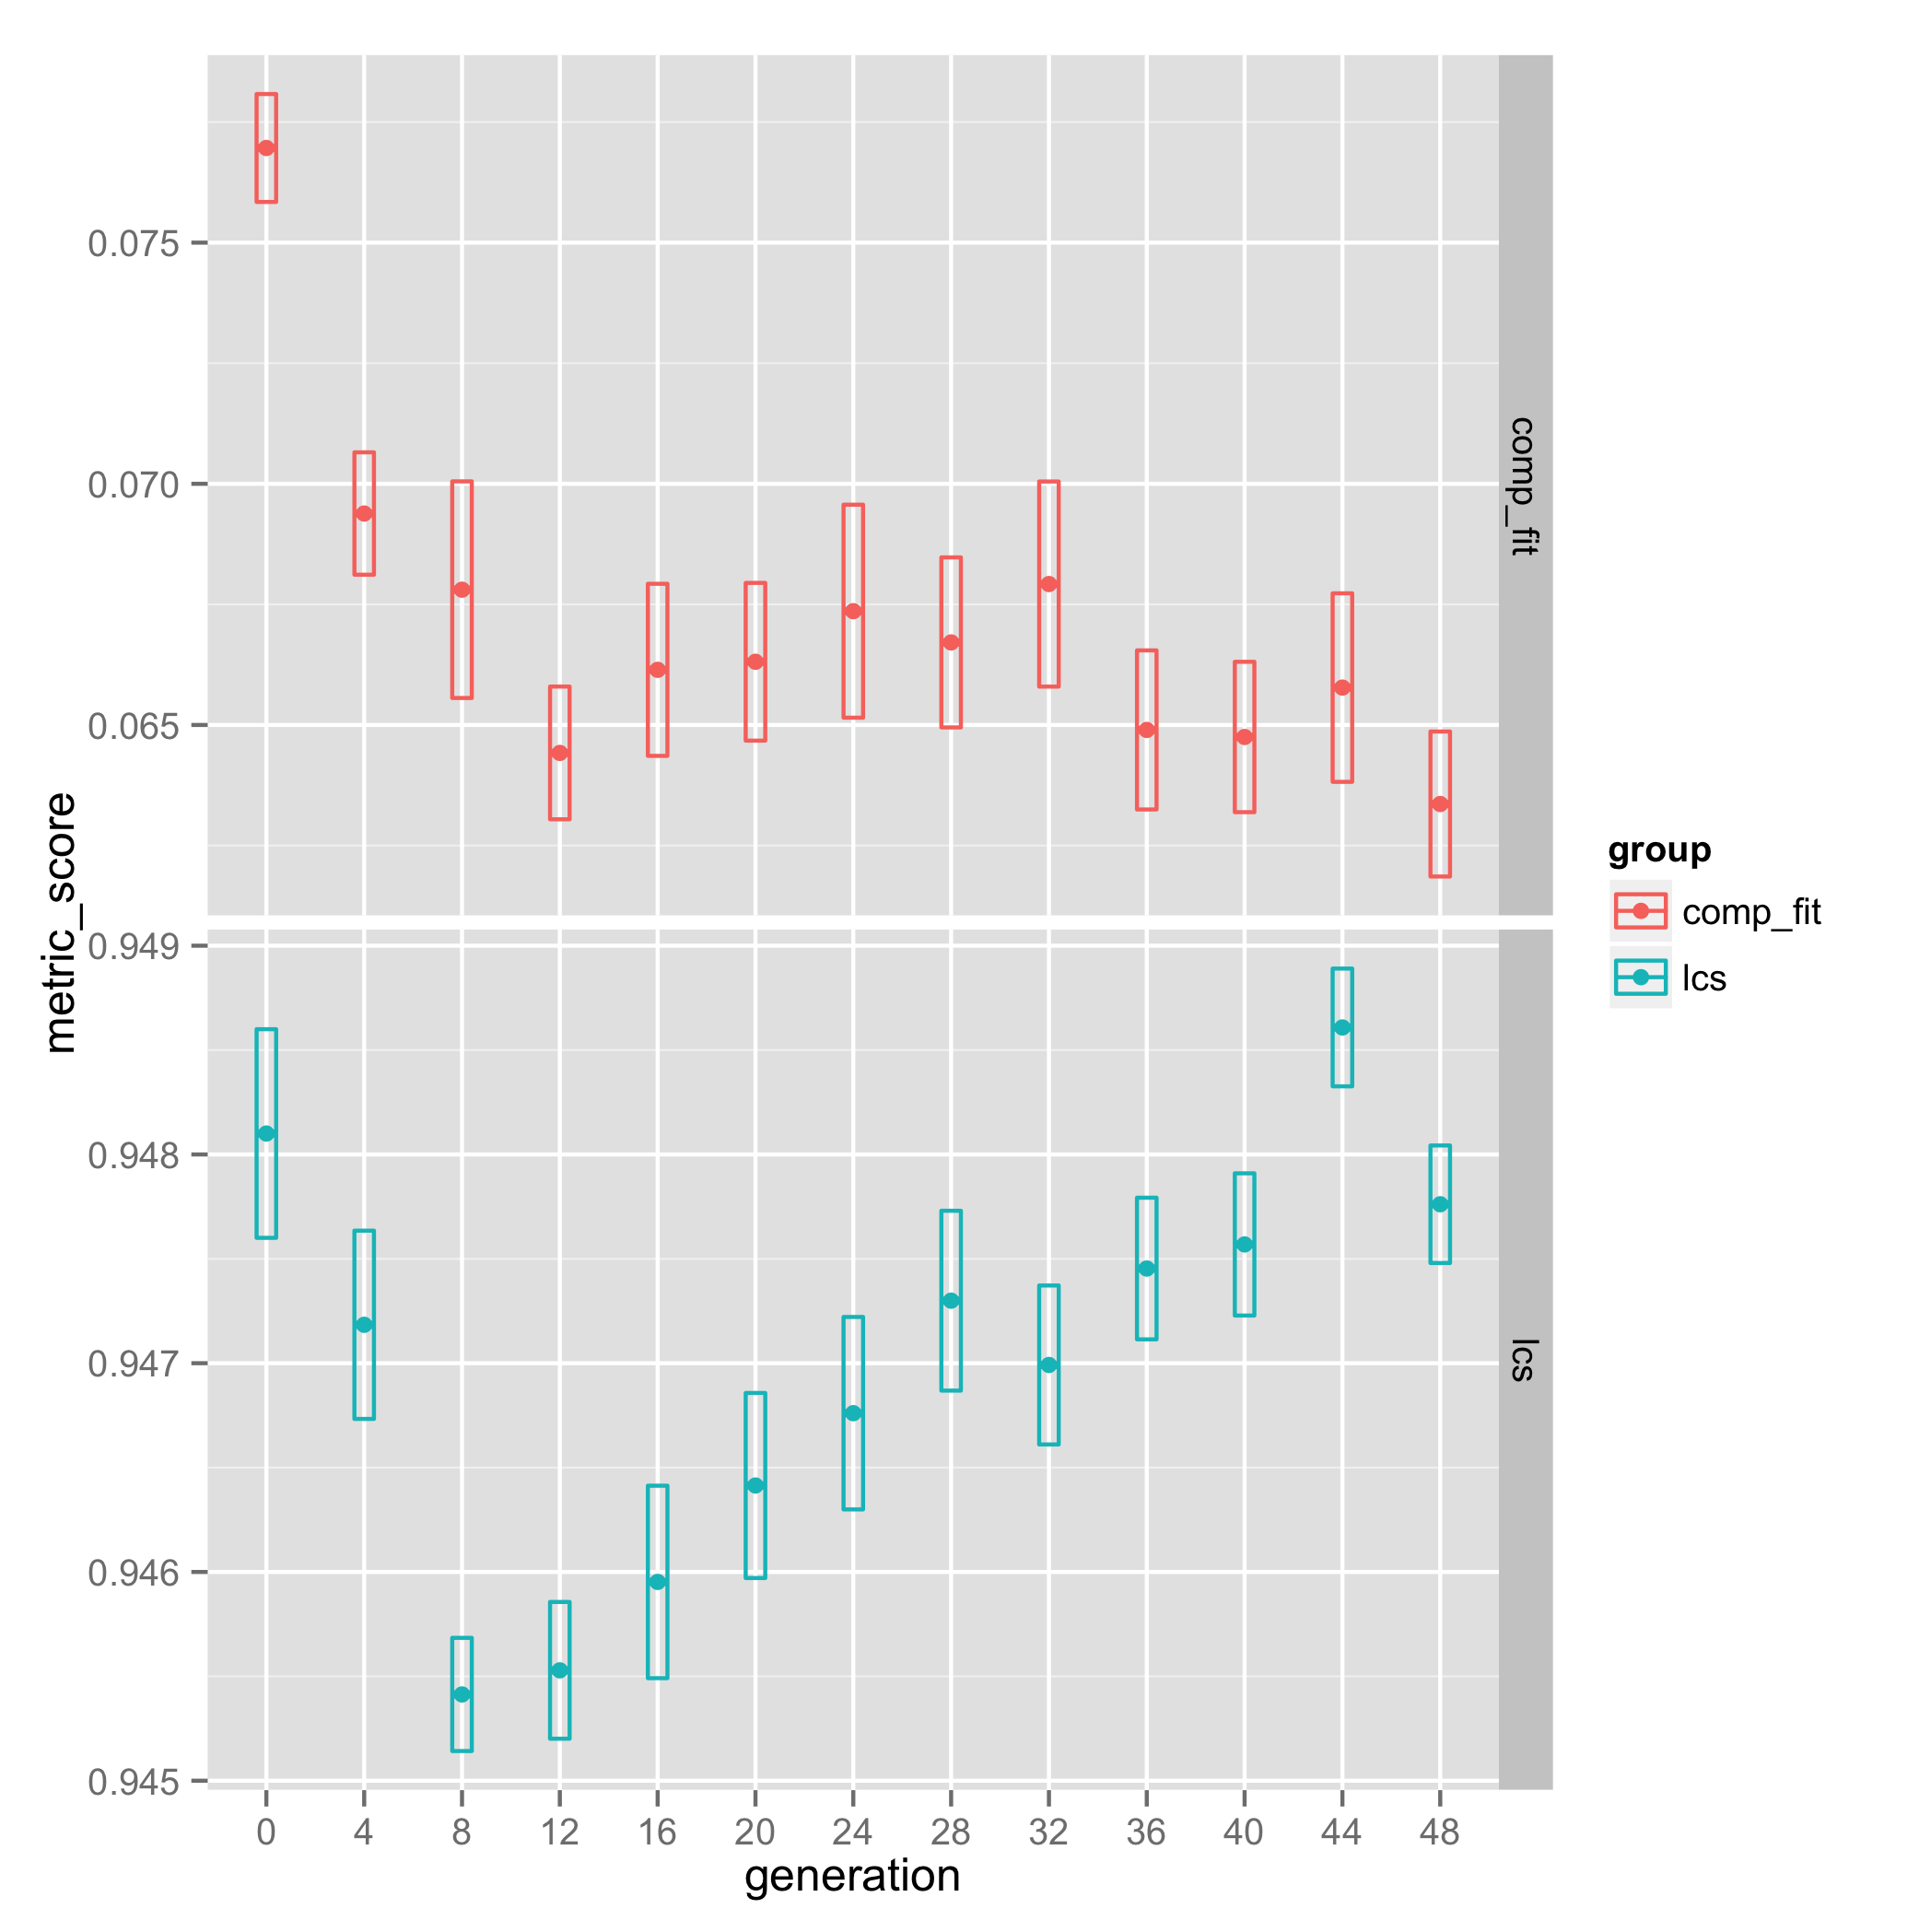 0.075
0.070
0.065
comp_fit
metric_score
0.949
0.948
0.947
0.946
0.945
lcs
0 4 8 12 16 20 24 28 32 36 40 44 48
generation
group
comp_fit
lcs